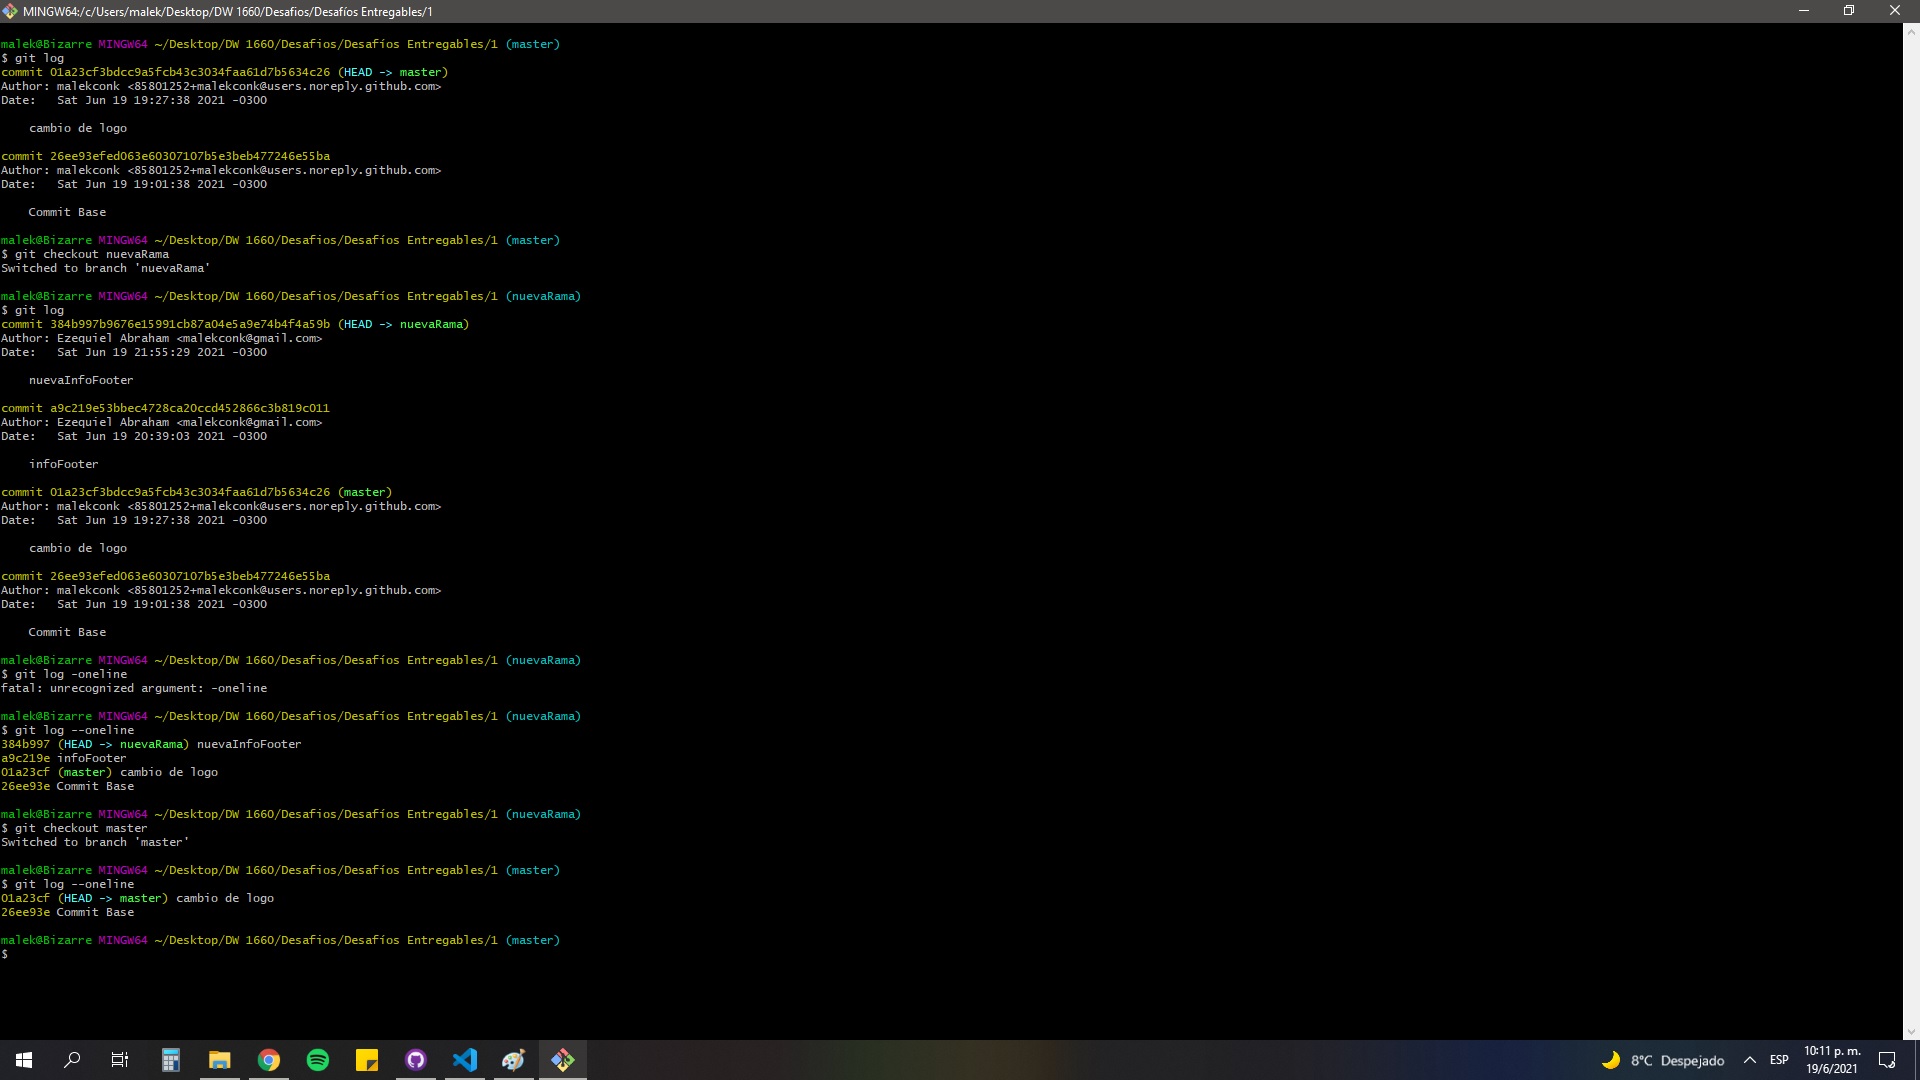 MINGW64:/c/Users/malek/Desktop/DW 1660/Desafios/Desafíos Entregables/1
malek@Bizarre MINGW64 ~/Desktop/DW 1660/Desafios/Desafíos Entregables/1 (master)
$ git log
commit 01a23cf3bdcc9a5fcb43c3034faa61d7b5634c26 (HEAD -> master)
Author: malekconk <85801252+malekconk@users.noreply.github.com>
Date:   Sat Jun 19 19:27:38 2021 -0300
    cambio de logo
commit 26ee93efed063e60307107b5e3beb477246e55ba
Author: malekconk <85801252+malekconk@users.noreply.github.com>
Date:   Sat Jun 19 19:01:38 2021 -0300
    Commit Base
malek@Bizarre MINGW64 ~/Desktop/DW 1660/Desafios/Desafíos Entregables/1 (master)
$ git checkout nuevaRama
Switched to branch 'nuevaRama'
malek@Bizarre MINGW64 ~/Desktop/DW 1660/Desafios/Desafíos Entregables/1 (nuevaRama)
$ git log
commit 384b997b9676e15991cb87a04e5a9e74b4f4a59b (HEAD -> nuevaRama)
Author: Ezequiel Abraham <malekconk@gmail.com>
Date:   Sat Jun 19 21:55:29 2021 -0300
    nuevaInfoFooter
commit a9c219e53bbec4728ca20ccd452866c3b819c011
Author: Ezequiel Abraham <malekconk@gmail.com>
Date:   Sat Jun 19 20:39:03 2021 -0300
    infoFooter
commit 01a23cf3bdcc9a5fcb43c3034faa61d7b5634c26 (master)
Author: malekconk <85801252+malekconk@users.noreply.github.com>
Date:   Sat Jun 19 19:27:38 2021 -0300
    cambio de logo
commit 26ee93efed063e60307107b5e3beb477246e55ba
Author: malekconk <85801252+malekconk@users.noreply.github.com>
Date:   Sat Jun 19 19:01:38 2021 -0300
    Commit Base
malek@Bizarre MINGW64 ~/Desktop/DW 1660/Desafios/Desafíos Entregables/1 (nuevaRama)
$ git log -oneline
fatal: unrecognized argument: -oneline
malek@Bizarre MINGW64 ~/Desktop/DW 1660/Desafios/Desafíos Entregables/1 (nuevaRama)
$ git log --oneline
384b997 (HEAD -> nuevaRama) nuevaInfoFooter
a9c219e infoFooter
01a23cf (master) cambio de logo
26ee93e Commit Base
malek@Bizarre MINGW64 ~/Desktop/DW 1660/Desafios/Desafíos Entregables/1 (nuevaRama)
$ git checkout master
Switched to branch 'master'
malek@Bizarre MINGW64 ~/Desktop/DW 1660/Desafios/Desafíos Entregables/1 (master)
$ git log --oneline
01a23cf (HEAD -> master) cambio de logo
26ee93e Commit Base
malek@Bizarre MINGW64 ~/Desktop/DW 1660/Desafios/Desafíos Entregables/1 (master)
$
8°C Despejado
ESP
10:11 p. m.
19/6/2021